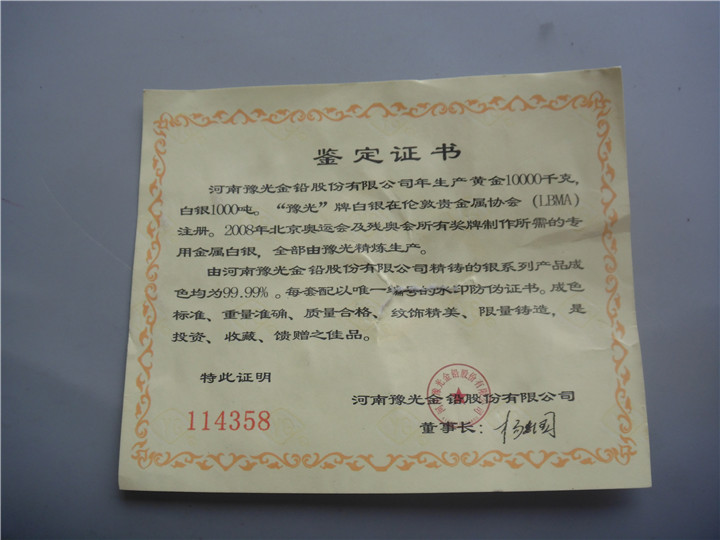 鉴定证书
河南豫光金铅股份有限公司年生产黄金10000千克,
白银1000吨。“豫光”牌白银在伦敦贵金属协会（LBMA）
注册。2008年北京奥运会及残奥会所有奖牌制作所需的专
用金属白银，全部由豫光精炼生产。
由河南豫光金铅股份有限公司精铸的银系列产品成
色均为99.99%。每套配以唯一编号的水印防伪证书。成色
标准、重量准确、质量合格、纹饰精美、限量铸造，是
投资、收藏、馈赠之佳品。
特此证明
河南豫光金铅股份有限公司
114358
董事长：